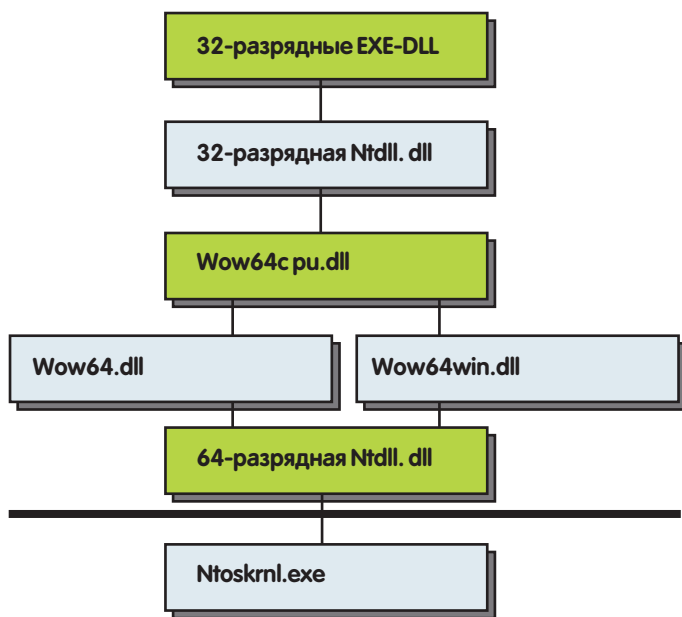 32-разрядные EXE-DLL
32-разрядная Ntdll. dll
Wow64c pu.dll
Wow64.dll
Wow64win.dll
64-разрядная Ntdll. dll
Ntoskrnl.exe